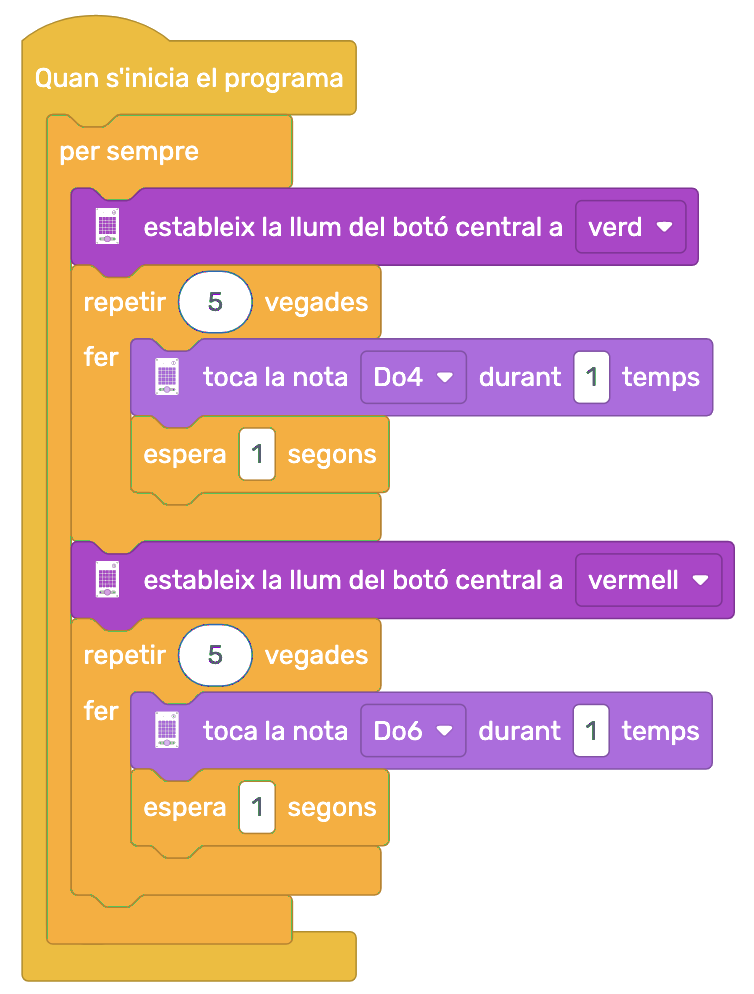 Quan s'inicia el programa
per sempre
estableix la llum del botó central a verd
repetir 5 vegades
fer
toca la nota Do4 durant 1 temps
espera 1 segons
estableix la llum del botó central a vermell
repetir 5 vegades
fer
toca la nota Do6 durant 1 temps
espera 1 segons